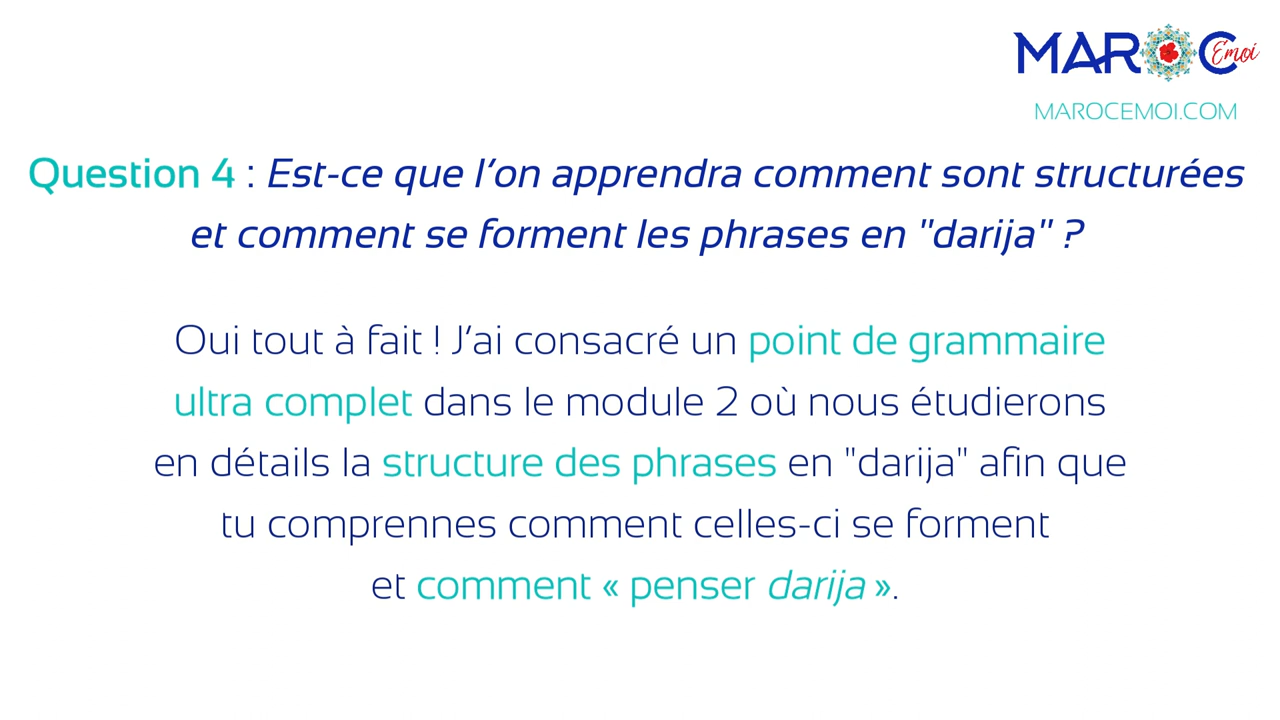 MAROC Emoi
MAROCEMOI.COM
Question 4 : Est-ce que l’on apprendra comment sont structurées
et comment se forment les phrases en "darija" ?
Oui tout à fait ! J’ai consacré un point de grammaire
ultra complet dans le module 2 où nous étudierons
en détails la structure des phrases en "darija" afin que
tu comprennes comment celles-ci se forment
et comment « penser darija ».